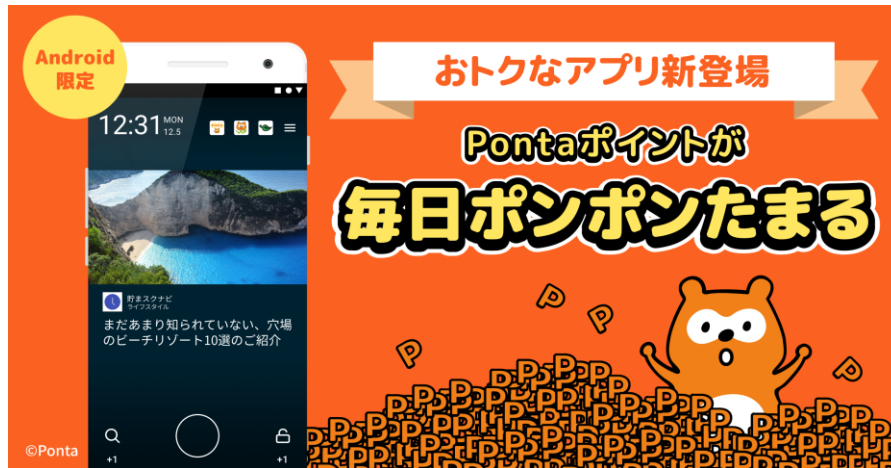 Android
限定
おトクなアプリ新登場
Pontaポイントが
毎日ポンポンたまる
12:31
MON
12.5
貯まスクナビ
ライフスタイル
まだあまり知られていない、穴場
のビーチリゾート10選のご紹介
+1
+1
©Ponta